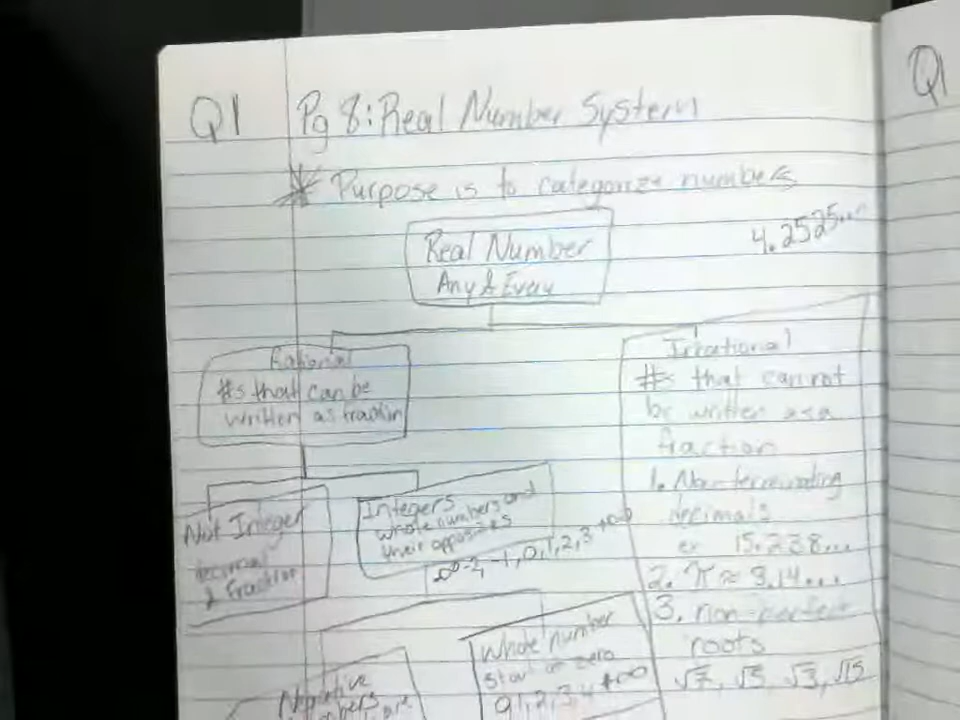 Q1 Pg 8: Real Number System
Q1
Purpose is to categorize numbers
4.2525...
Real Number
Any & Every
Rational
#s that can be
written as fraction
Irrational
#s that cannot
be written as a
fraction
1. Non-terminating
decimals
ex 15.238...
2. π ≈ 3.14...
3. non-perfect
roots
√7, √5, √3, √15
Not Integer
decimal
& fraction
Integers
whole numbers and
their opposites
-2, -1, 0, 1, 2, 3 +∞
Negative
Whole number
Start at zero
0,1,2,3,4 +∞